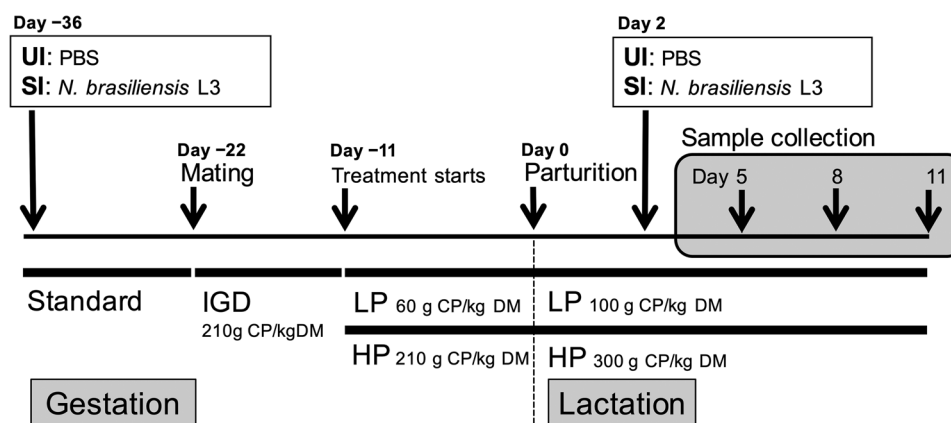 Day −36
UI: PBS
SI: N. brasiliensis L3
Day 2
UI: PBS
SI: N. brasiliensis L3
Day −22
Mating
Day −11
Treatment starts
Day 0
Parturition
Sample collection
Day 5
8
11
Standard
IGD
210g CP/kgDM
LP 60 g CP/kg DM
LP 100 g CP/kg DM
HP 210 g CP/kg DM
HP 300 g CP/kg DM
Gestation
Lactation